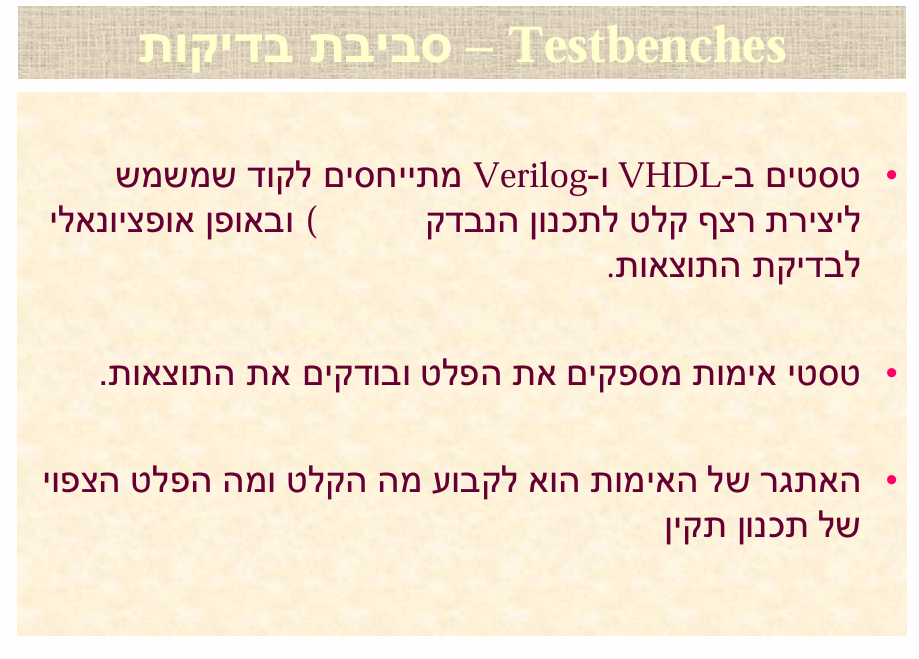 סביבת בדיקות – Testbenches
• טסטים ב-VHDL ו-Verilog מתייחסים לקוד שמשמש
ליצירת רצף קלט לתכנון הנבדק ) ובאופן אופציונאלי
לבדיקת התוצאות.
• טסטי אימות מספקים את הפלט ובודקים את התוצאות.
• האתגר של האימות הוא לקבוע מה הקלט ומה הפלט הצפוי
של תכנון תקין